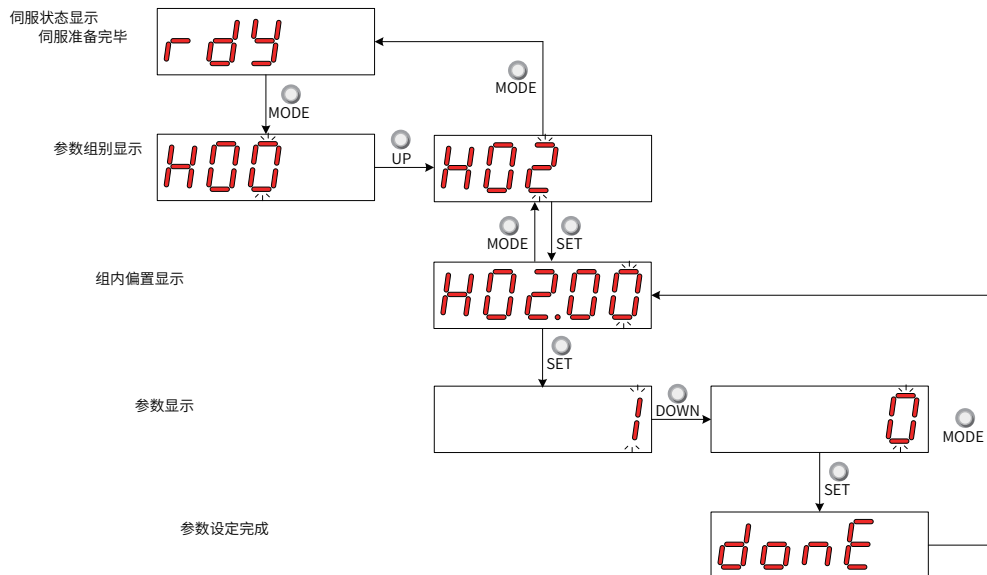 伺服状态显示
伺服准备完毕
rdy
MODE
MODE
参数组别显示
H00
UP
H02
MODE
SET
组内偏置显示
H02.00
SET
参数显示
1
DOWN
0
MODE
SET
参数设定完成
donE